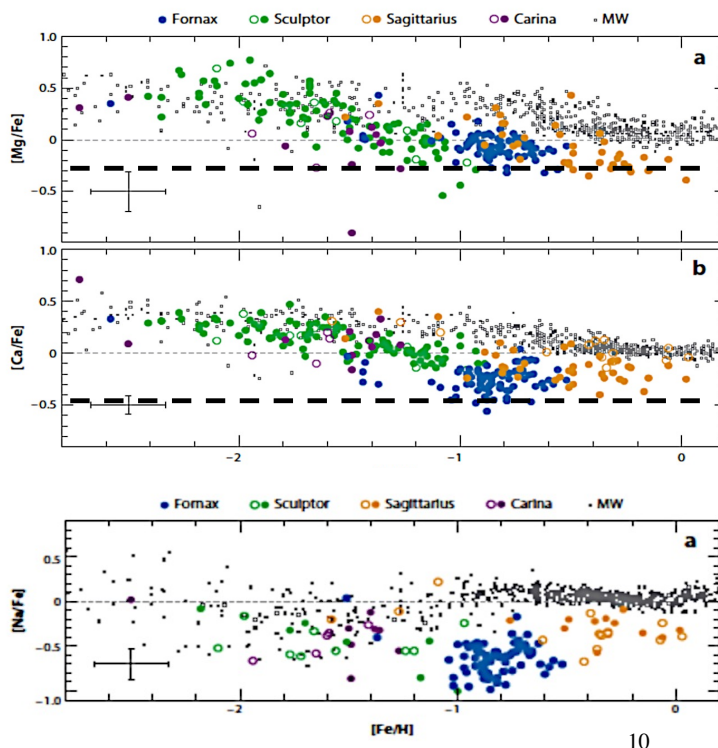 Fornax Sculptor Sagittarius Carina MW
1.0
a
0.5
[Mg/Fe]
0
−0.5
b
0.5
[Ca/Fe]
0
−0.5
−2 −1 0
Fornax Sculptor Sagittarius Carina MW
a
0.5
[Na/Fe]
0
-0.5
-1.0
−2 −1 0
[Fe/H]
10